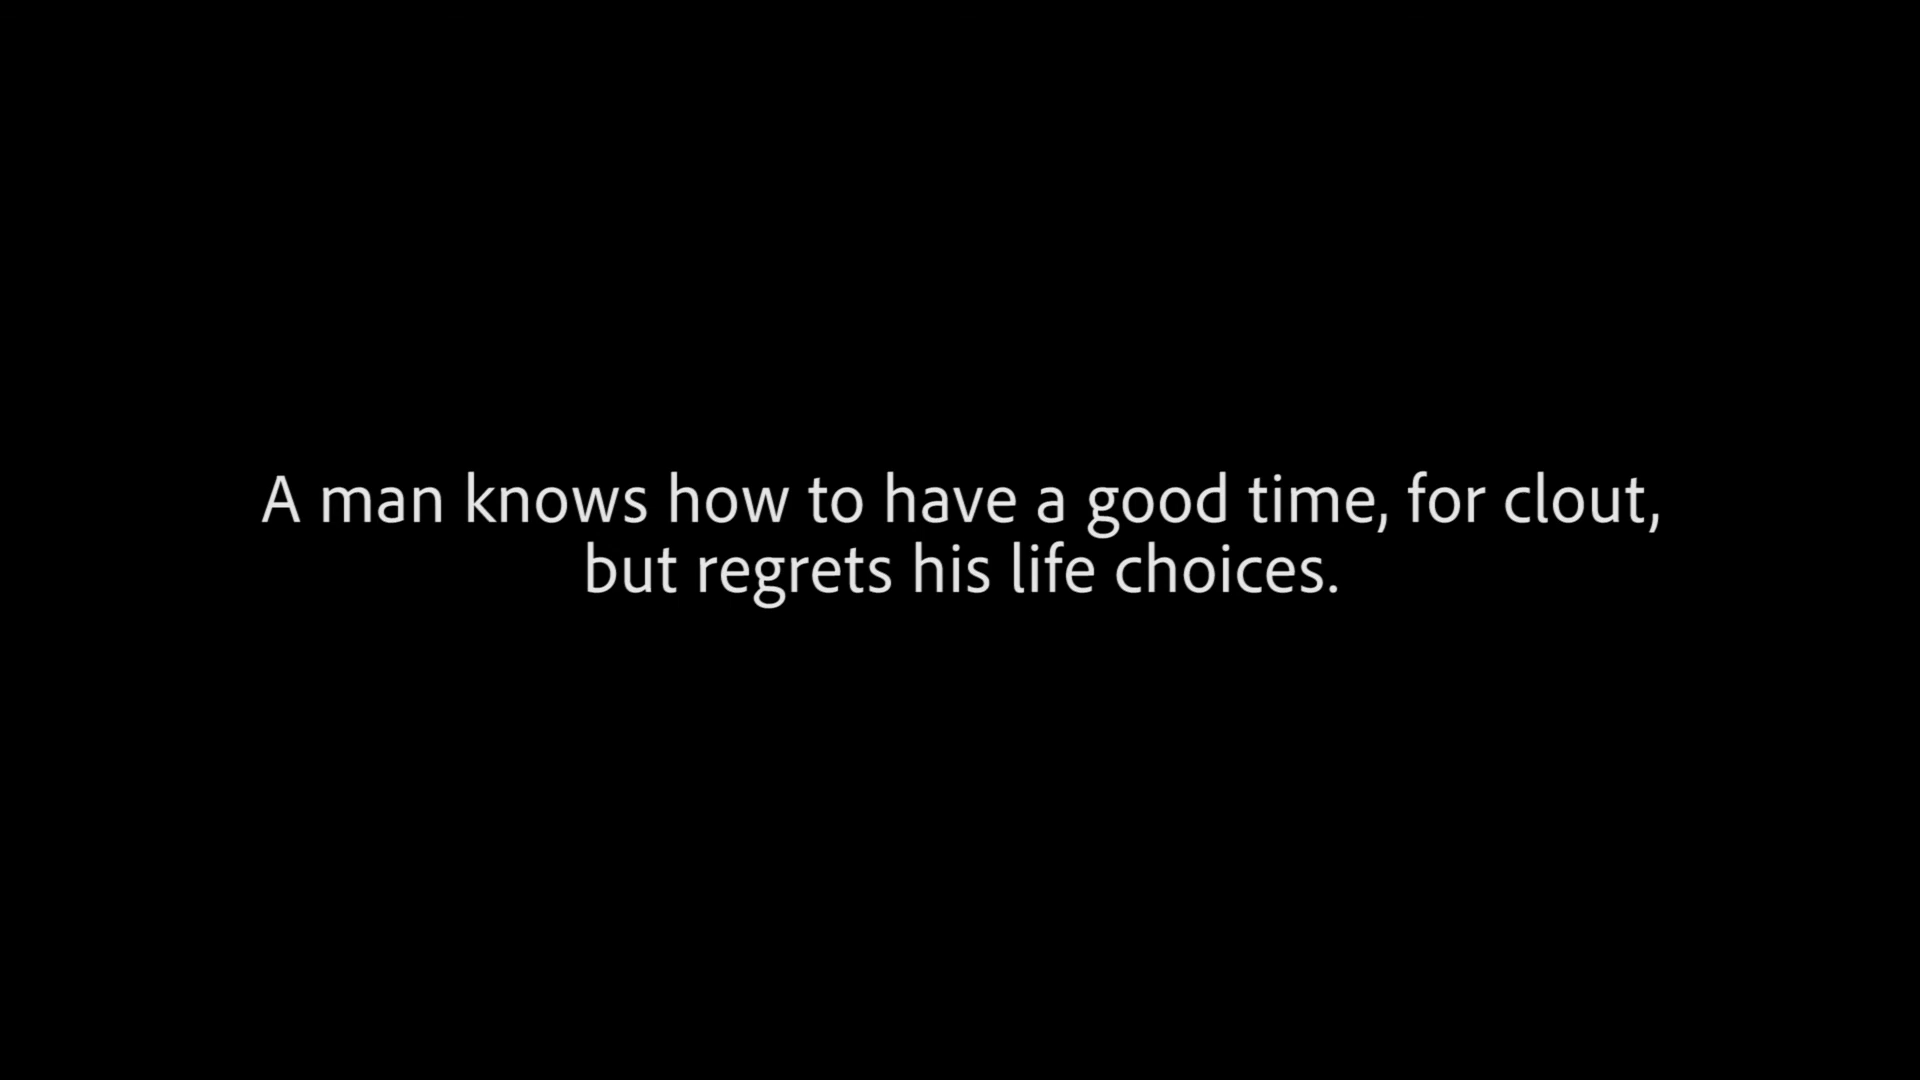 A man knows how to have a good time, for clout,
but regrets his life choices.